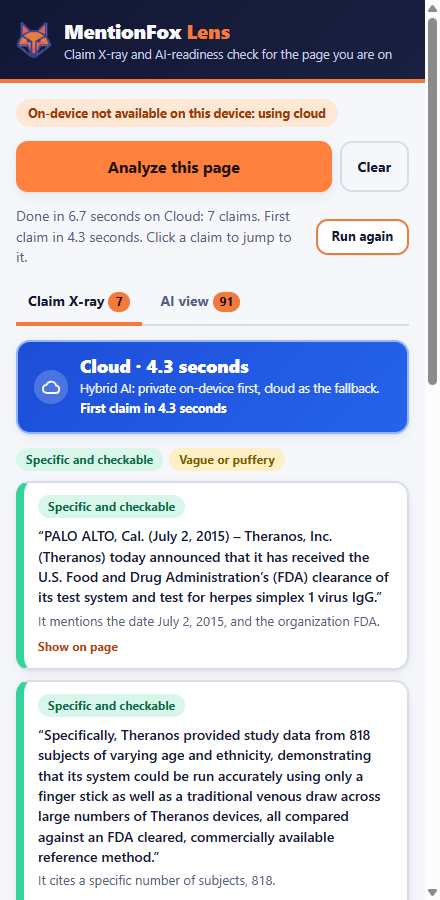 MentionFox Lens
Claim X-ray and AI-readiness check for the page you are on
On-device not available on this device: using cloud
Analyze this page
Clear
Done in 6.7 seconds on Cloud: 7 claims. First
claim in 4.3 seconds. Click a claim to jump to
it.
Run again
Claim X-ray 7
AI view 91
Cloud · 4.3 seconds
Hybrid AI: private on-device first, cloud as the fallback.
First claim in 4.3 seconds
Specific and checkable
Vague or puffery
Specific and checkable
“PALO ALTO, Cal. (July 2, 2015) – Theranos, Inc.
(Theranos) today announced that it has received the
U.S. Food and Drug Administration’s (FDA) clearance of
its test system and test for herpes simplex 1 virus IgG.”
It mentions the date July 2, 2015, and the organization FDA.
Show on page
Specific and checkable
“Specifically, Theranos provided study data from 818
subjects of varying age and ethnicity, demonstrating
that its system could be run accurately using only a
finger stick as well as a traditional venous draw across
large numbers of Theranos devices, all compared
against an FDA cleared, commercially available
reference method.”
It cites a specific number of subjects, 818.